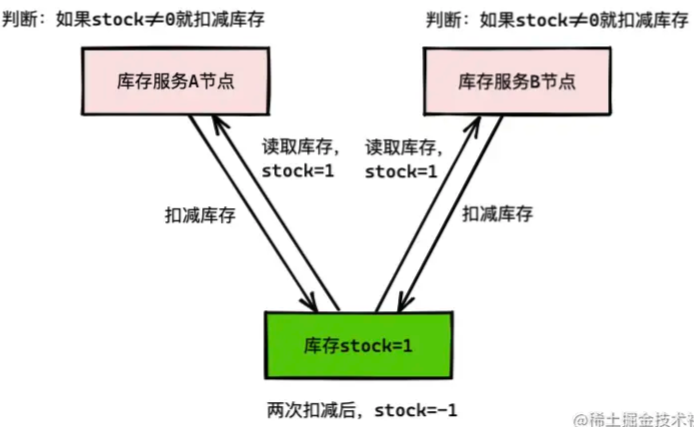 判断：如果stock≠0就扣减库存
判断：如果stock≠0就扣减库存
库存服务A节点
库存服务B节点
读取库存，
stock=1
读取库存，
stock=1
扣减库存
扣减库存
库存stock=1
两次扣减后，stock=-1
@稀土掘金技术社